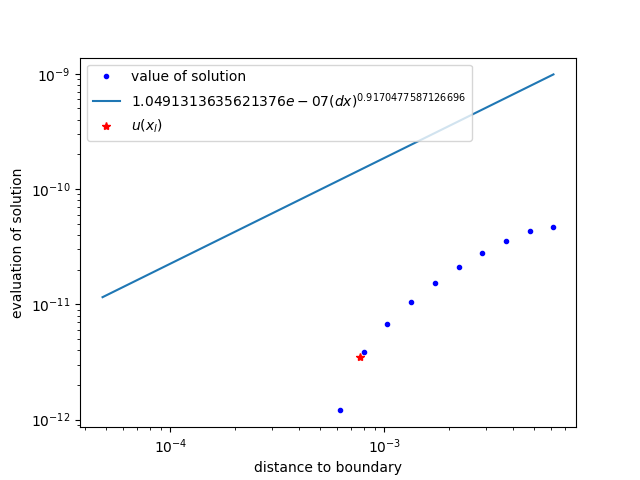 value of solution
1.0491313635621376e − 07(dx)^0.9170477587126696
u(x_l)
evaluation of solution
10^−9
10^−10
10^−11
10^−12
10^−4
10^−3
distance to boundary